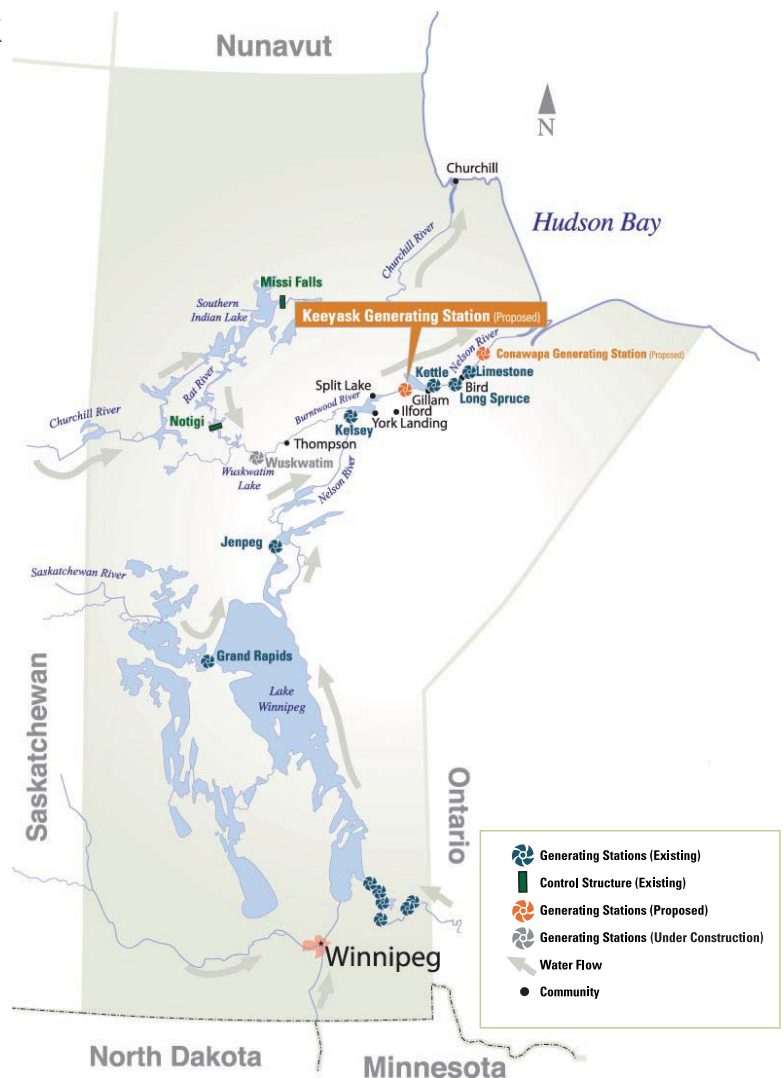 Nunavut
N
Churchill
Hudson Bay
Churchill River
Missi Falls
Southern
Indian Lake
Keeyask Generating Station (Proposed)
Rat River
Nelson River
Conawapa Generating Station (Proposed)
Kettle
Limestone
Split Lake
Bird
Gillam
Long Spruce
Burntwood River
Ilford
Churchill River
Notigi
York Landing
Kelsey
Thompson
Wuskwatim
Wuskwatim
Lake
Nelson River
Jenpeg
Saskatchewan River
Grand Rapids
Lake
Winnipeg
Saskatchewan
Ontario
Generating Stations (Existing)
Control Structure (Existing)
Generating Stations (Proposed)
Generating Stations (Under Construction)
Water Flow
Community
Winnipeg
North Dakota
Minnesota